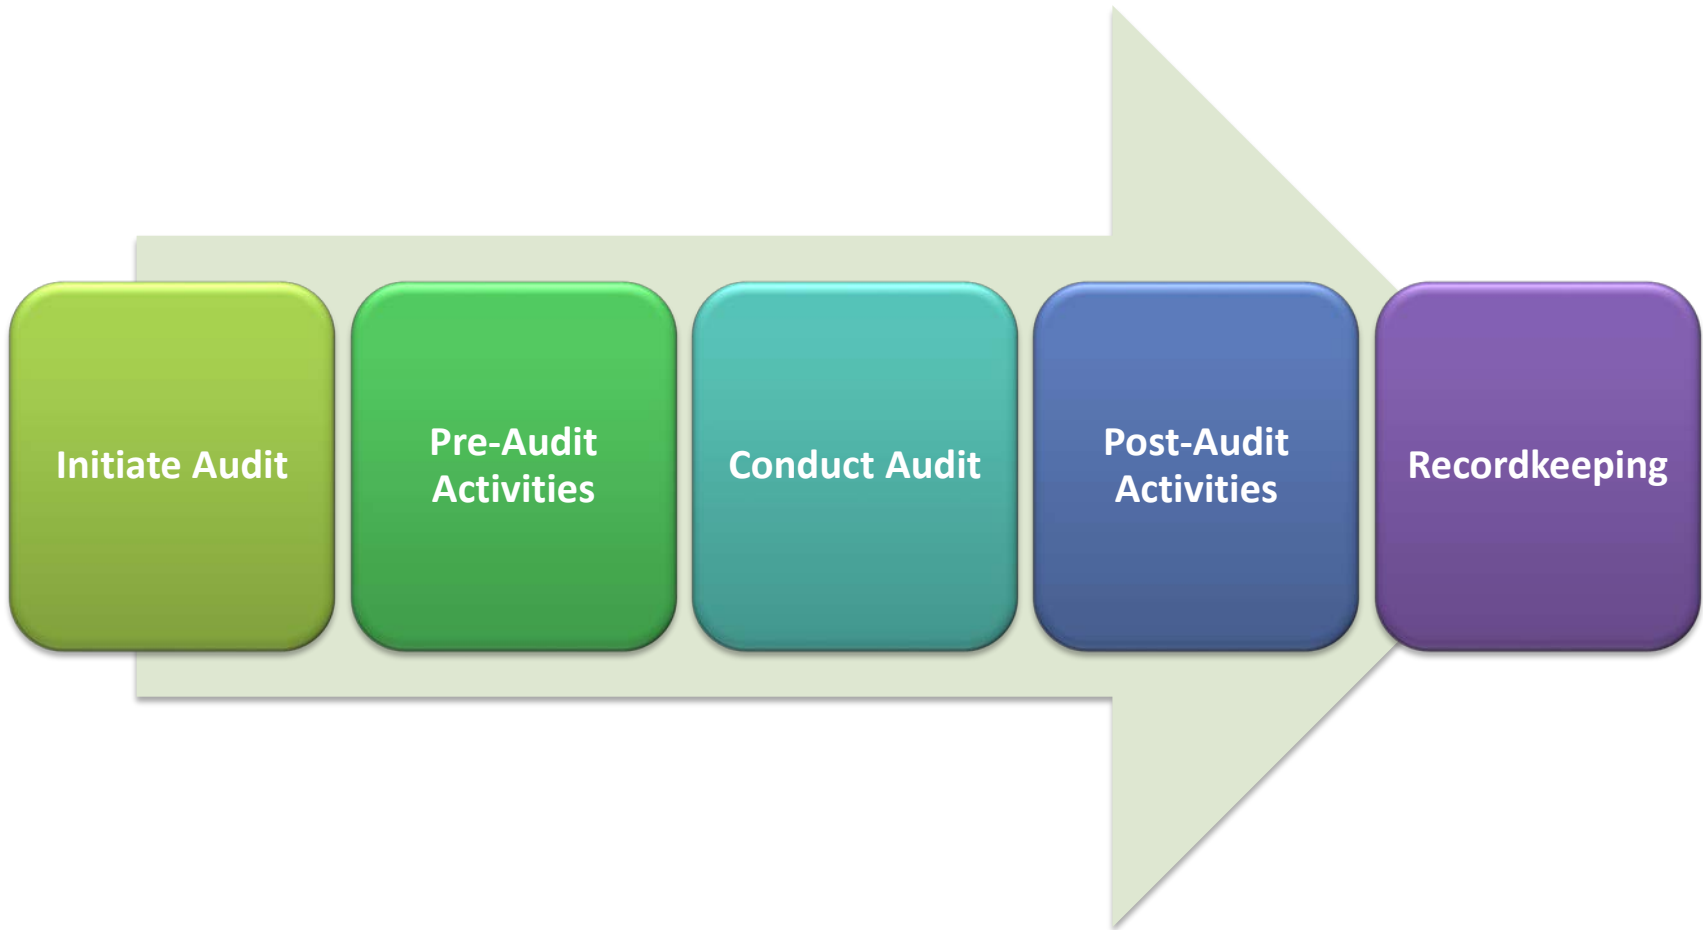 Initiate Audit
Pre-Audit
Activities
Conduct Audit
Post-Audit
Activities
Recordkeeping